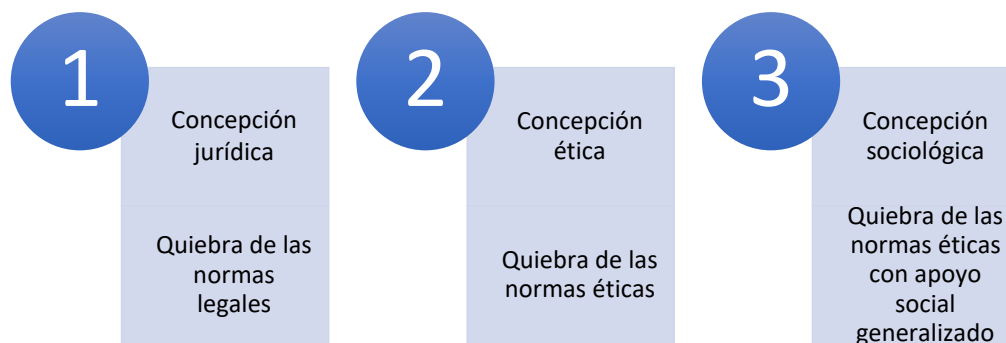 1
Concepción
jurídica
Quiebra de las
normas
legales
2
Concepción
ética
Quiebra de las
normas éticas
3
Concepción
sociológica
Quiebra de las
normas éticas
con apoyo
social
generalizado